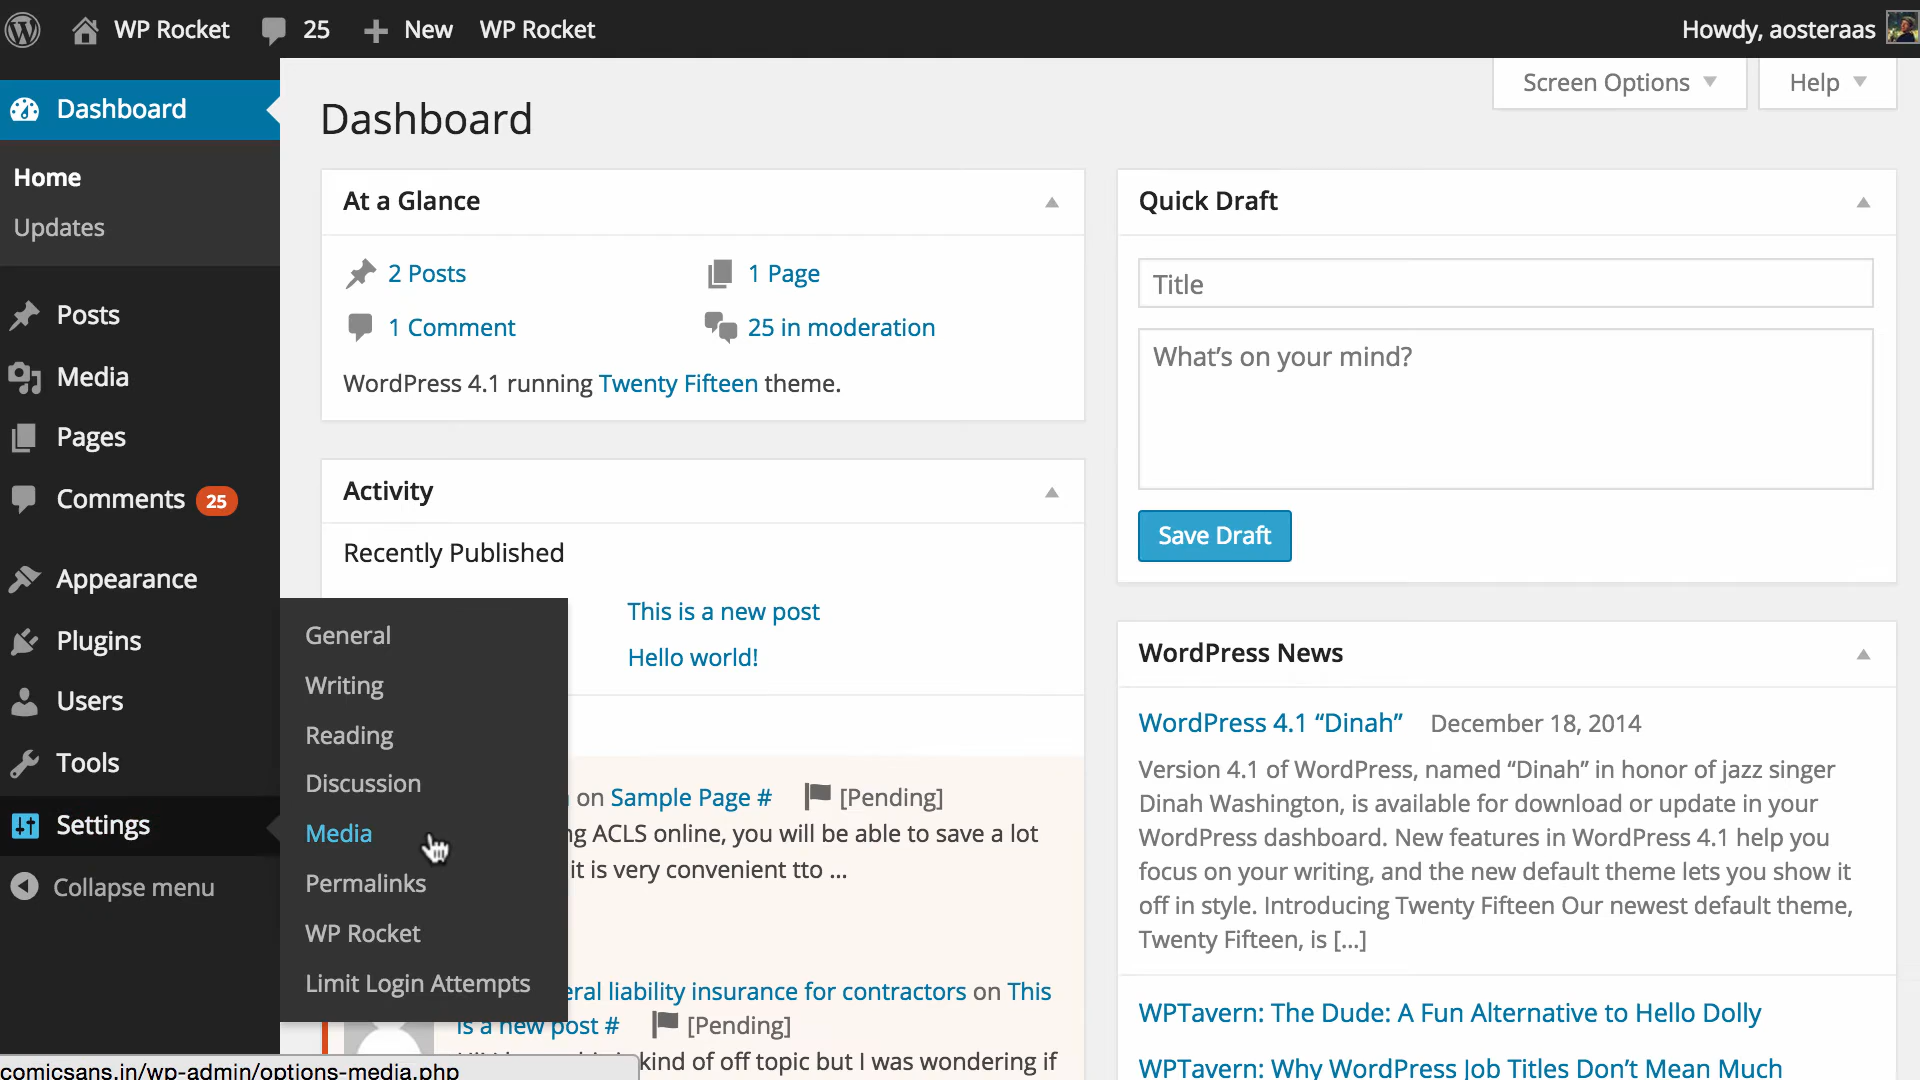 WP Rocket 25 New WP Rocket Howdy, aosteraas
Screen Options Help
Dashboard
Home
Updates
Posts
Media
Pages
Comments 25
Appearance
Plugins
Users
Tools
Settings
Collapse menu
General
Writing
Reading
Discussion
Media
Permalinks
WP Rocket
Limit Login Attempts
Dashboard
At a Glance
2 Posts 1 Page
1 Comment 25 in moderation
WordPress 4.1 running Twenty Fifteen theme.
Activity
Recently Published
This is a new post
Hello world!
on Sample Page # [Pending]
ng ACLS online, you will be able to save a lot
it is very convenient tto ...
eral liability insurance for contractors on This
is a new post # [Pending]
kind of off topic but I was wondering if
Quick Draft
Title
What's on your mind?
Save Draft
WordPress News
WordPress 4.1 “Dinah” December 18, 2014
Version 4.1 of WordPress, named “Dinah” in honor of jazz singer
Dinah Washington, is available for download or update in your
WordPress dashboard. New features in WordPress 4.1 help you
focus on your writing, and the new default theme lets you show it
off in style. Introducing Twenty Fifteen Our newest default theme,
Twenty Fifteen, is [...]
WPTavern: The Dude: A Fun Alternative to Hello Dolly
WPTavern: Why WordPress Job Titles Don’t Mean Much
comicsans.in/wp-admin/options-media.php